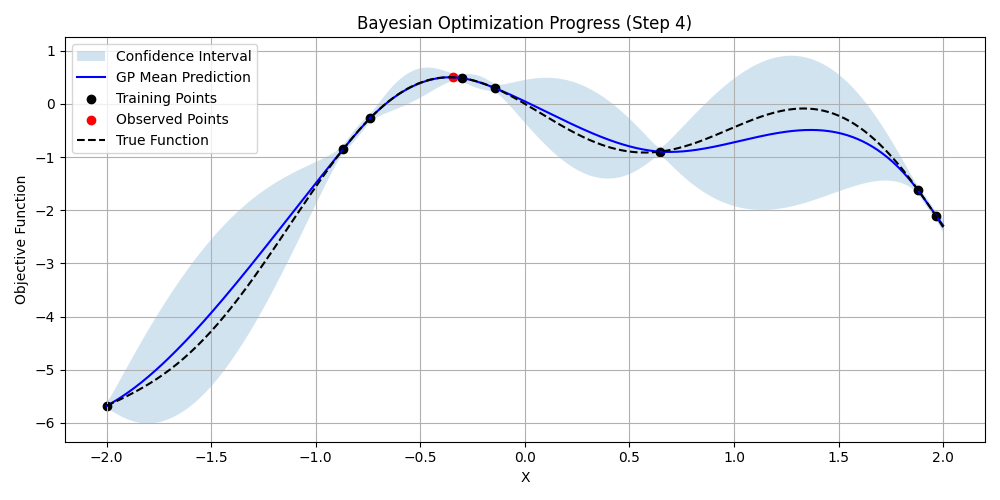 Bayesian Optimization Progress (Step 4)
Confidence Interval
GP Mean Prediction
Training Points
Observed Points
True Function
Objective Function
1
0
−1
−2
−3
−4
−5
−6
−2.0 −1.5 −1.0 −0.5 0.0 0.5 1.0 1.5 2.0
X